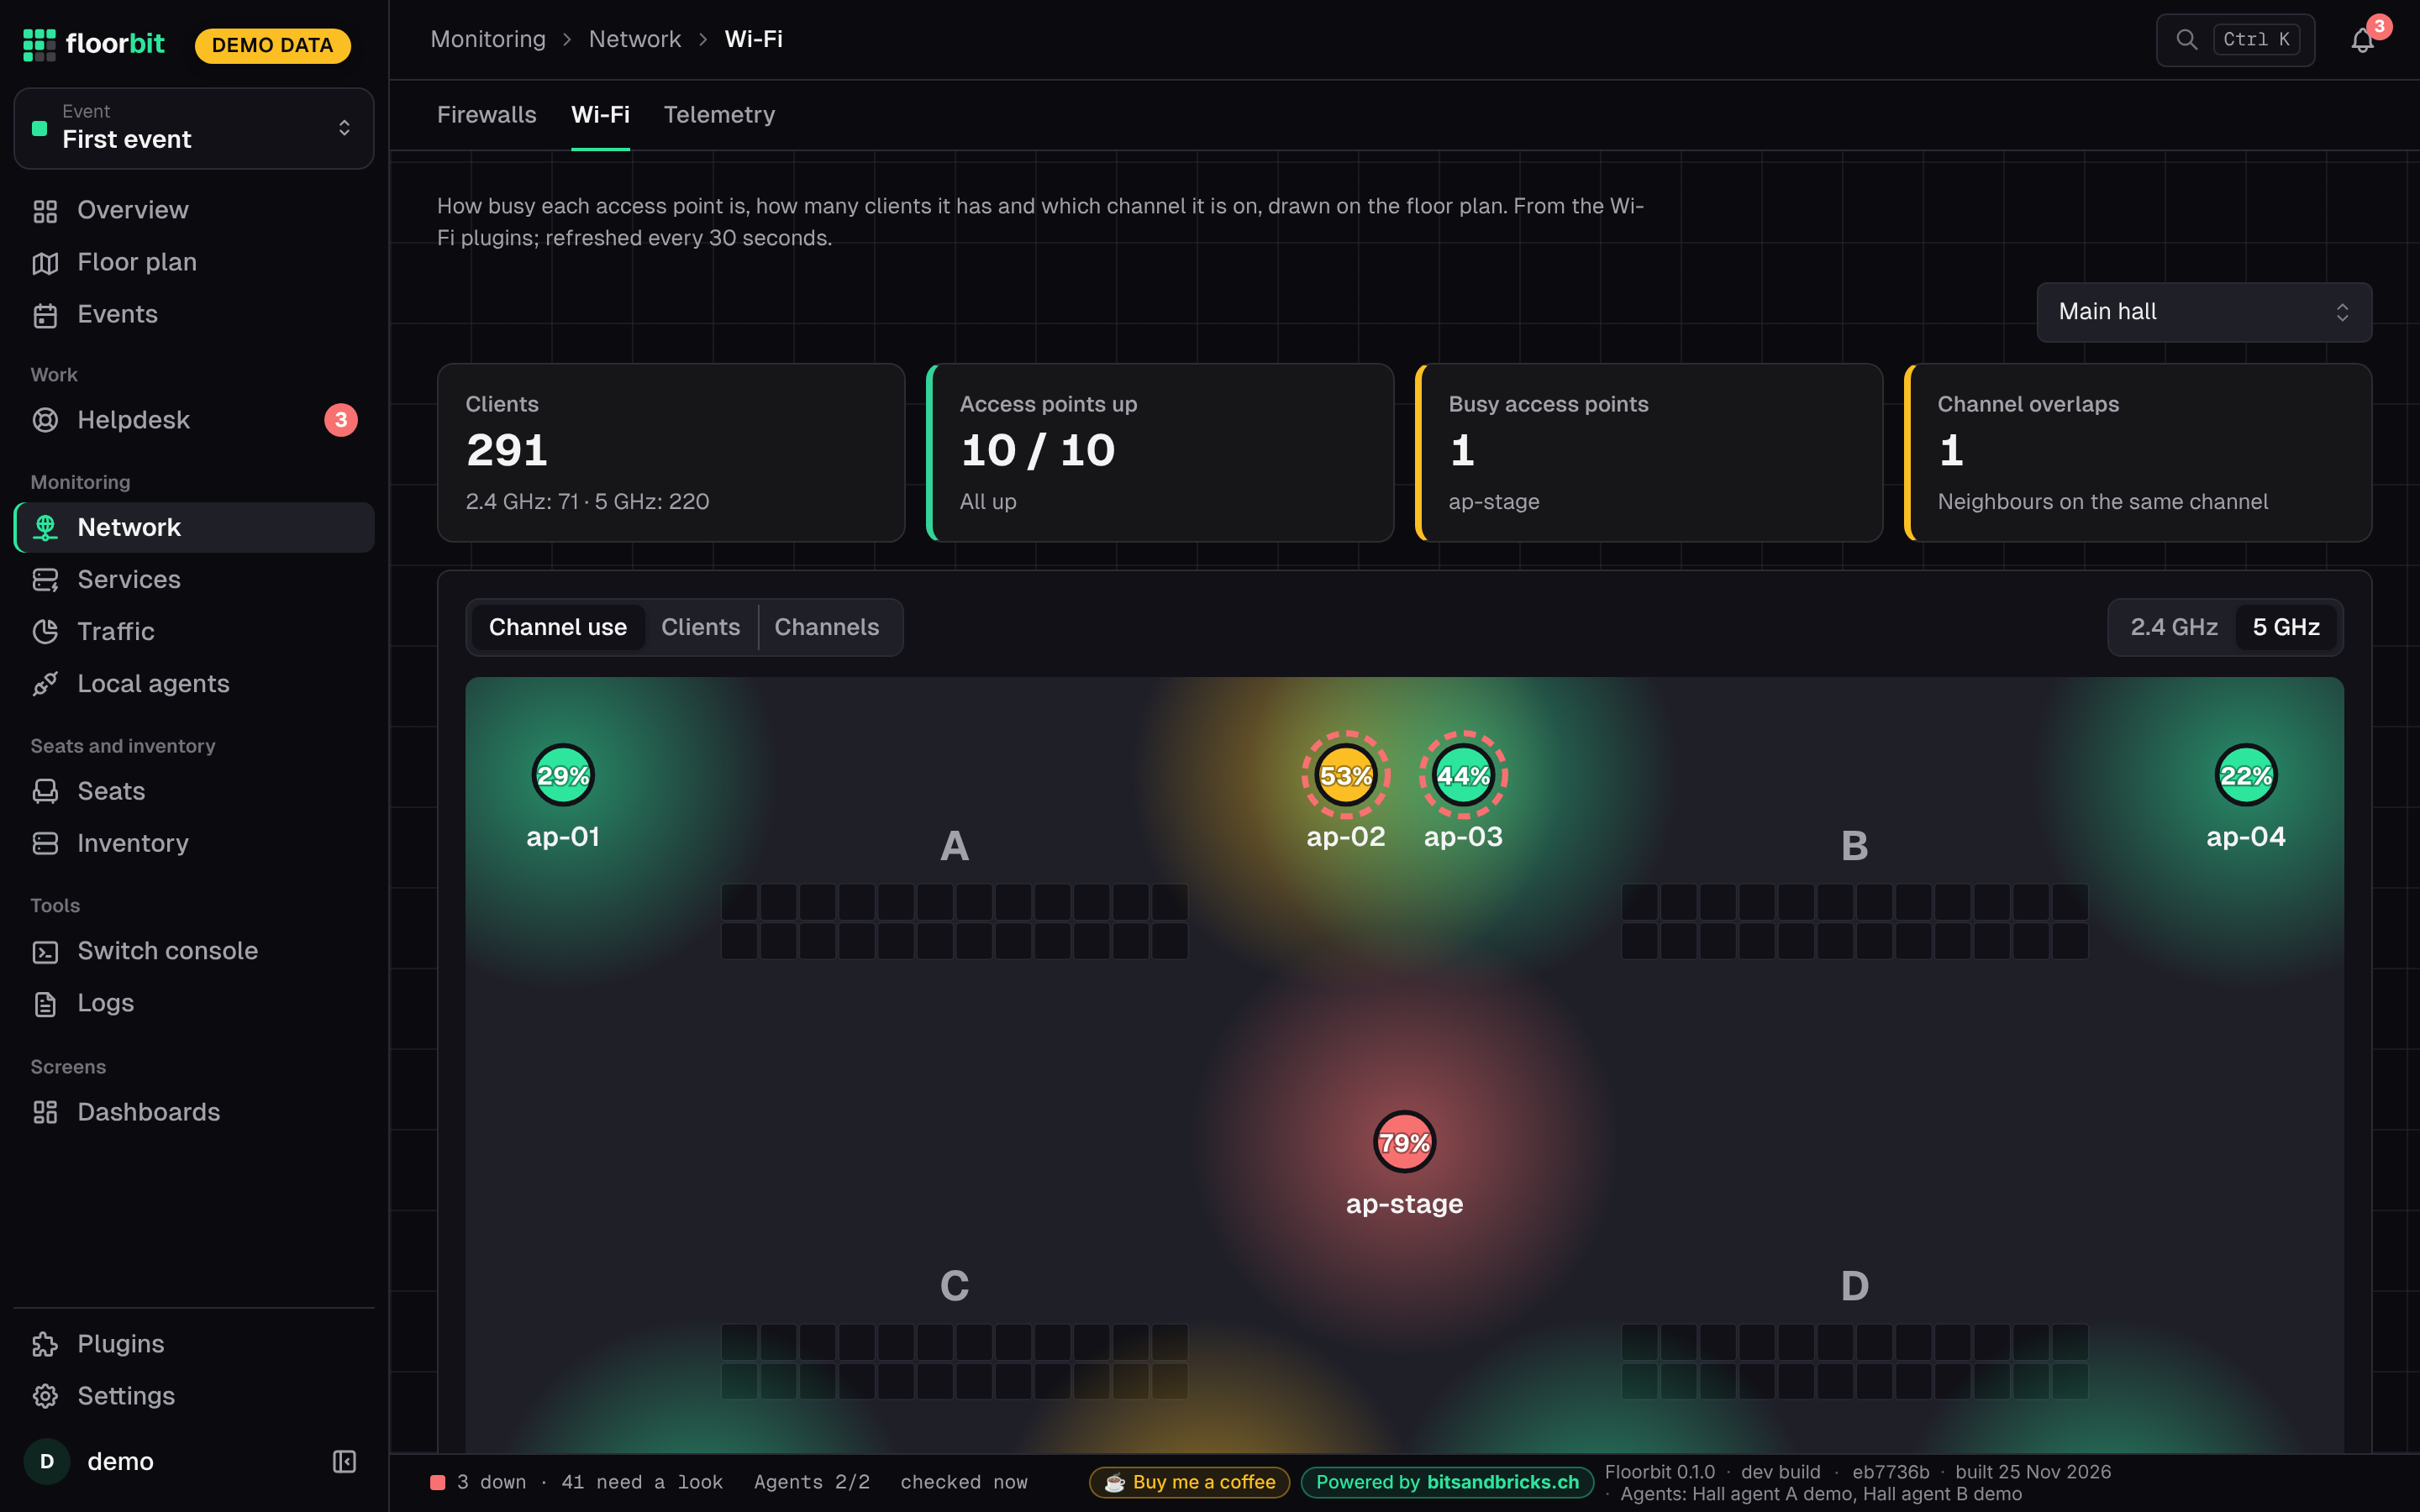 floorbit
DEMO DATA
Event
First event
Overview
Floor plan
Events
Work
Helpdesk
3
Monitoring
Network
Services
Traffic
Local agents
Seats and inventory
Seats
Inventory
Tools
Switch console
Logs
Screens
Dashboards
Plugins
Settings
D
demo
Monitoring > Network > Wi-Fi
Ctrl K
3
Firewalls
Wi-Fi
Telemetry
How busy each access point is, how many clients it has and which channel it is on, drawn on the floor plan. From the Wi-
Fi plugins; refreshed every 30 seconds.
Main hall
Clients
291
2.4 GHz: 71 · 5 GHz: 220
Access points up
10 / 10
All up
Busy access points
1
ap-stage
Channel overlaps
1
Neighbours on the same channel
Channel use
Clients
Channels
2.4 GHz
5 GHz
29%
ap-01
53%
ap-02
44%
ap-03
22%
ap-04
A
B
79%
ap-stage
C
D
3 down · 41 need a look
Agents 2/2
checked now
☕ Buy me a coffee
Powered by bitsandbricks.ch
Floorbit 0.1.0 · dev build · eb7736b · built 25 Nov 2026
· Agents: Hall agent A demo, Hall agent B demo